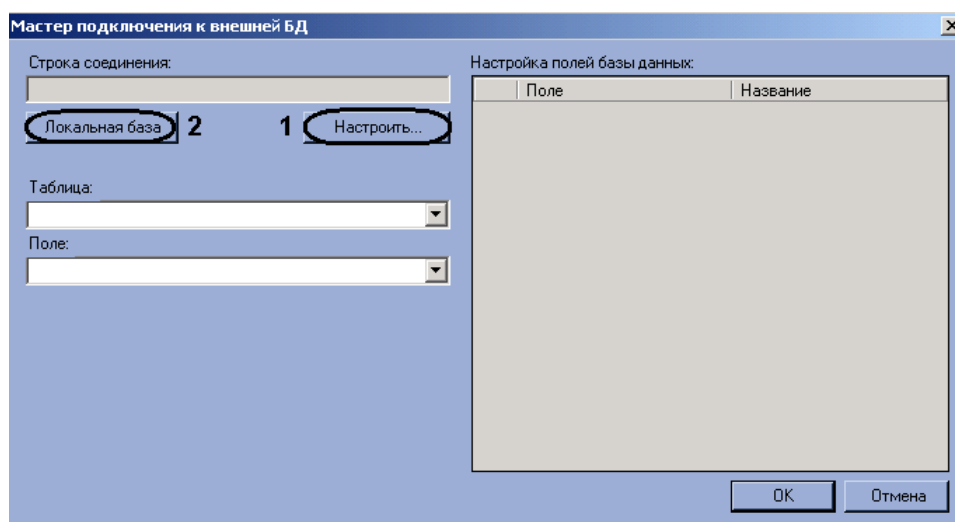 Мастер подключения к внешней БД
Строка соединения:
Локальная база 2 1 Настроить...
Таблица:
Поле:
Настройка полей базы данных:
Поле Название
OK Отмена